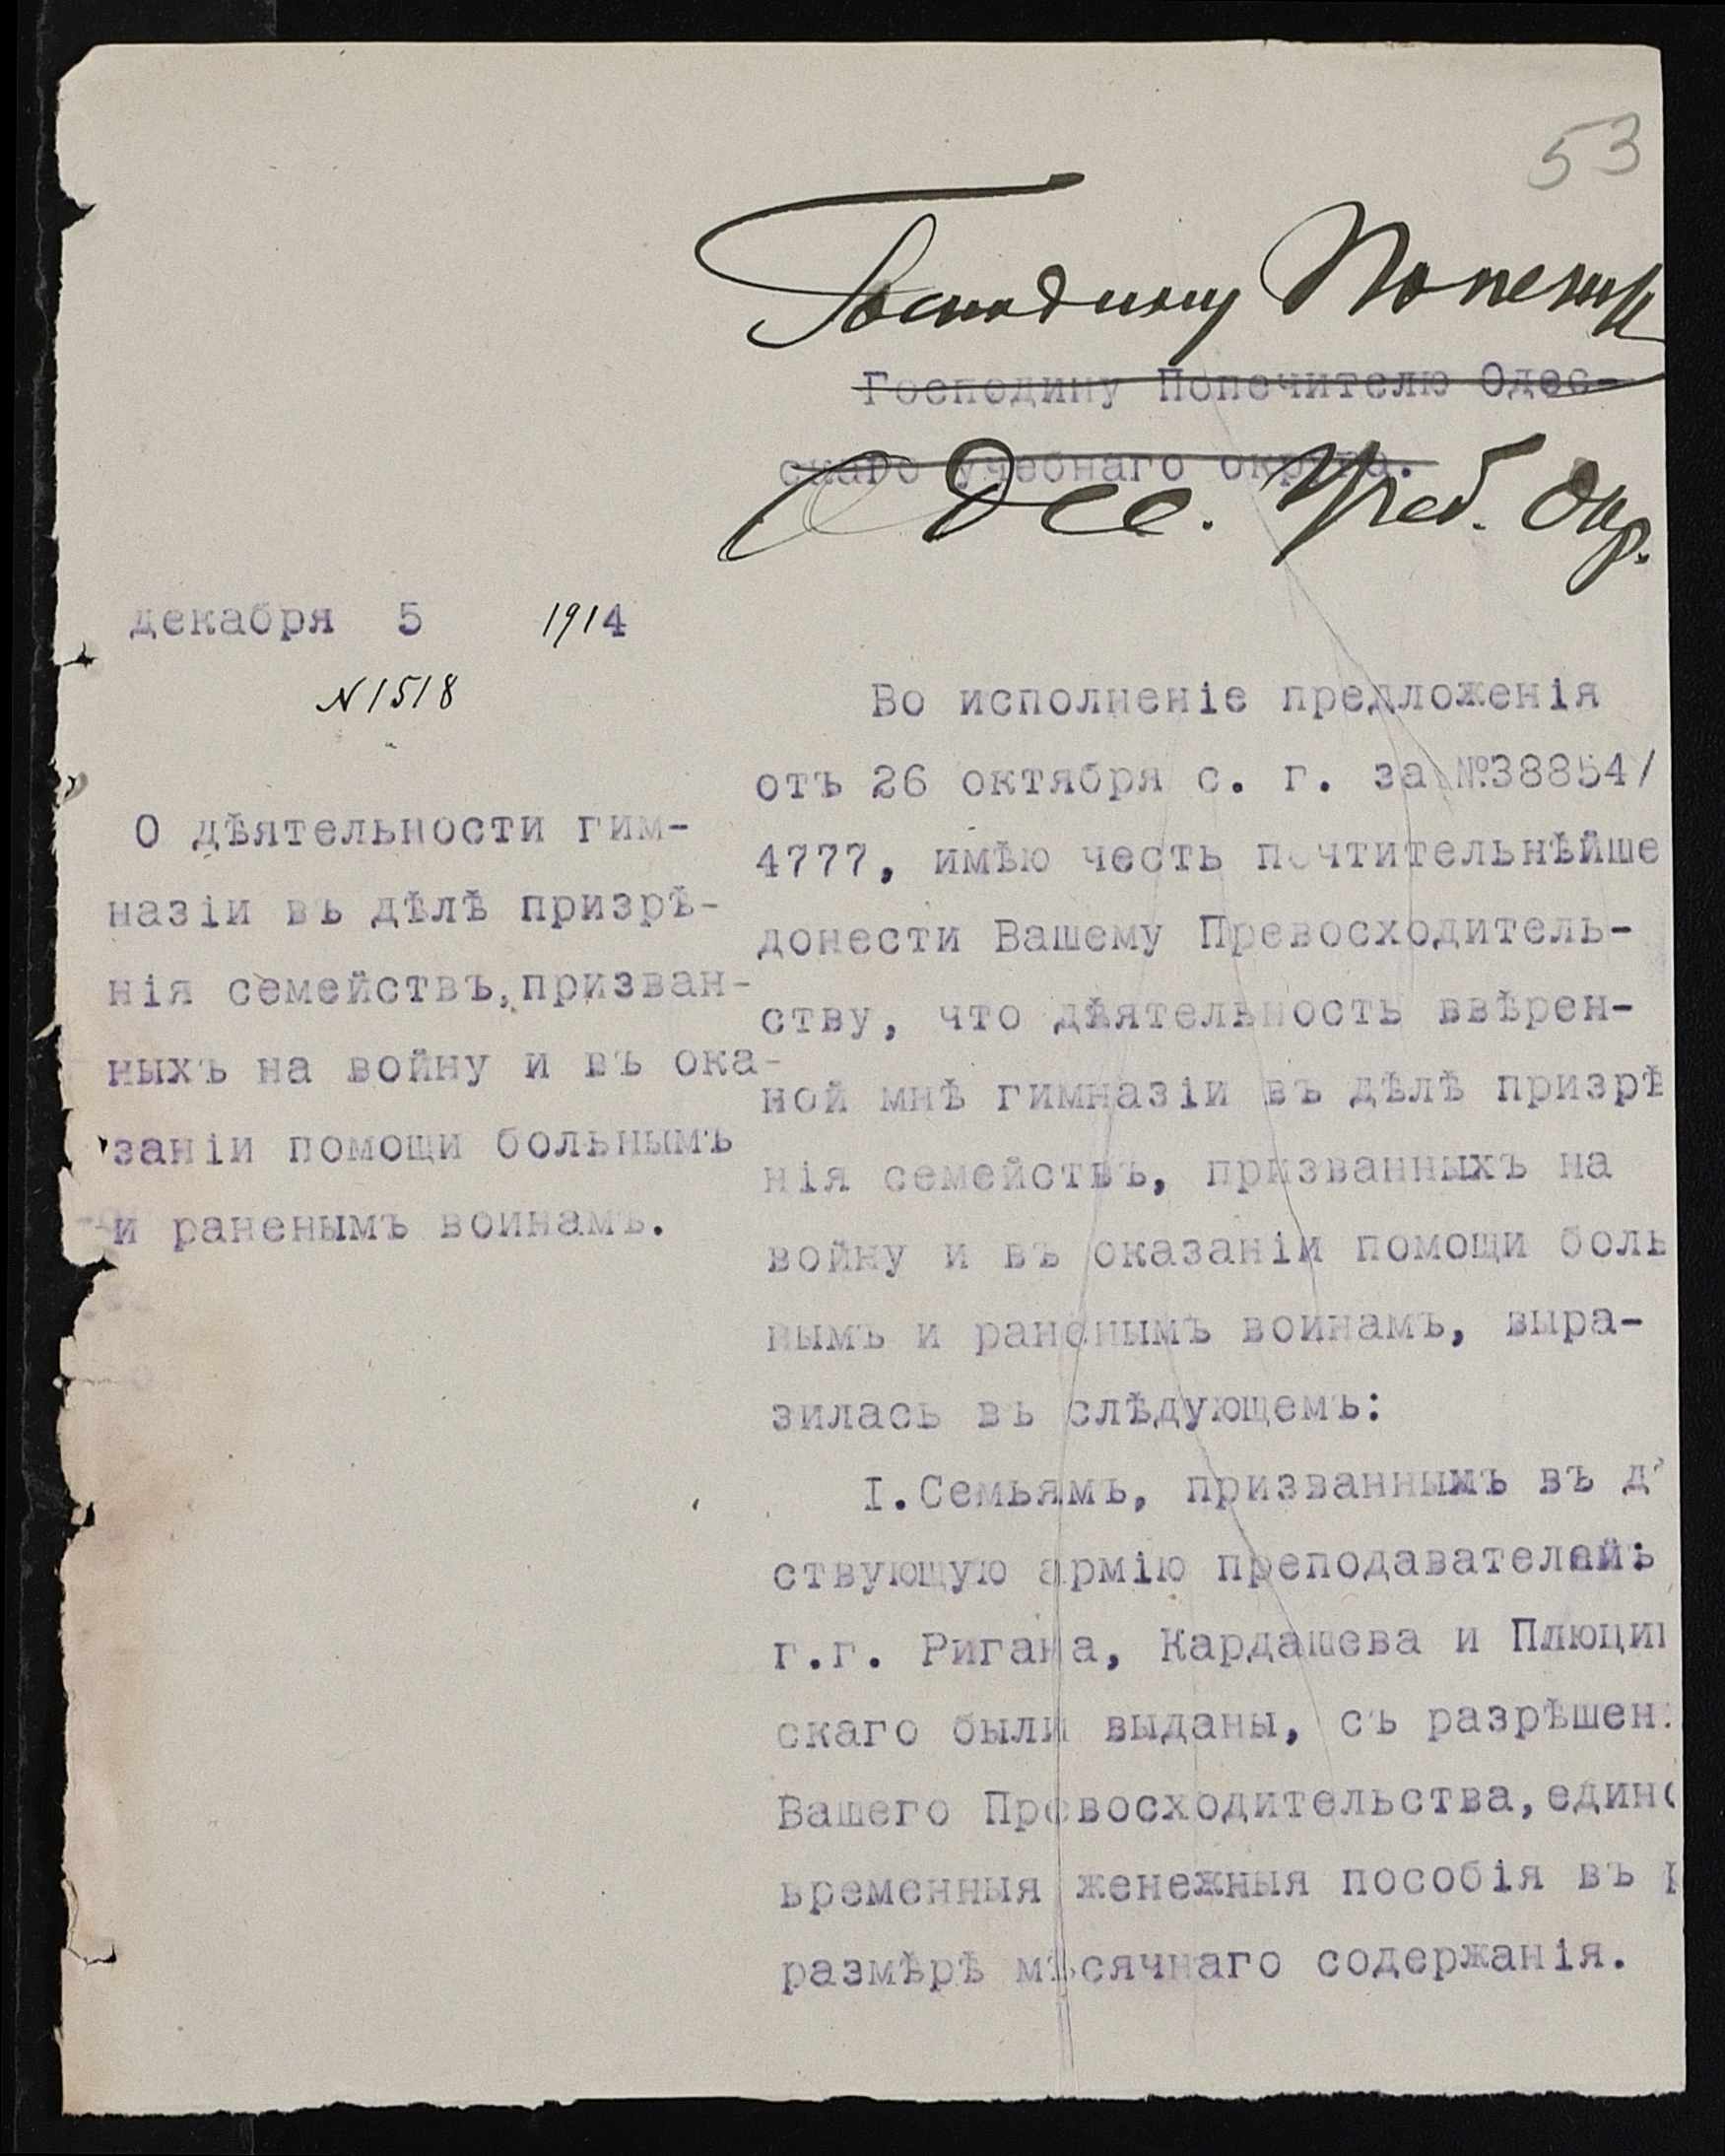 53
Господину Попечит
Господину Попечителю Одес-
скаго учебнаго округа.
Одес. Учеб. Окр.
декабря 5 1914
N 1518
О дѣятельности гим-
назіи въ дѣлѣ призрѣ-
нія семействъ, призван-
ныхъ на войну и въ ока-
заніи помощи больнымъ
и раненымъ воинамъ.
Во исполненіе предложенія
отъ 26 октября с. г. за №38854/
4777, имѣю честь почтительнѣйше
донести Вашему Превосходитель-
ству, что дѣятельность ввѣрен-
ной мнѣ гимназіи въ дѣлѣ призрѣ
нія семействъ, призванныхъ на
войну и въ оказаніи помощи боль
нымъ и раненымъ воинамъ, выра-
зилась въ слѣдующемъ:
I. Семьямъ, призваннымъ въ д
ствующую армію преподавателей:
г.г. Ригана, Кардашева и Плюцин
скаго были выданы, съ разрѣшен
Вашего Превосходительства, едино
временныя женежныя пособія въ р
размѣрѣ мѣсячнаго содержанія.